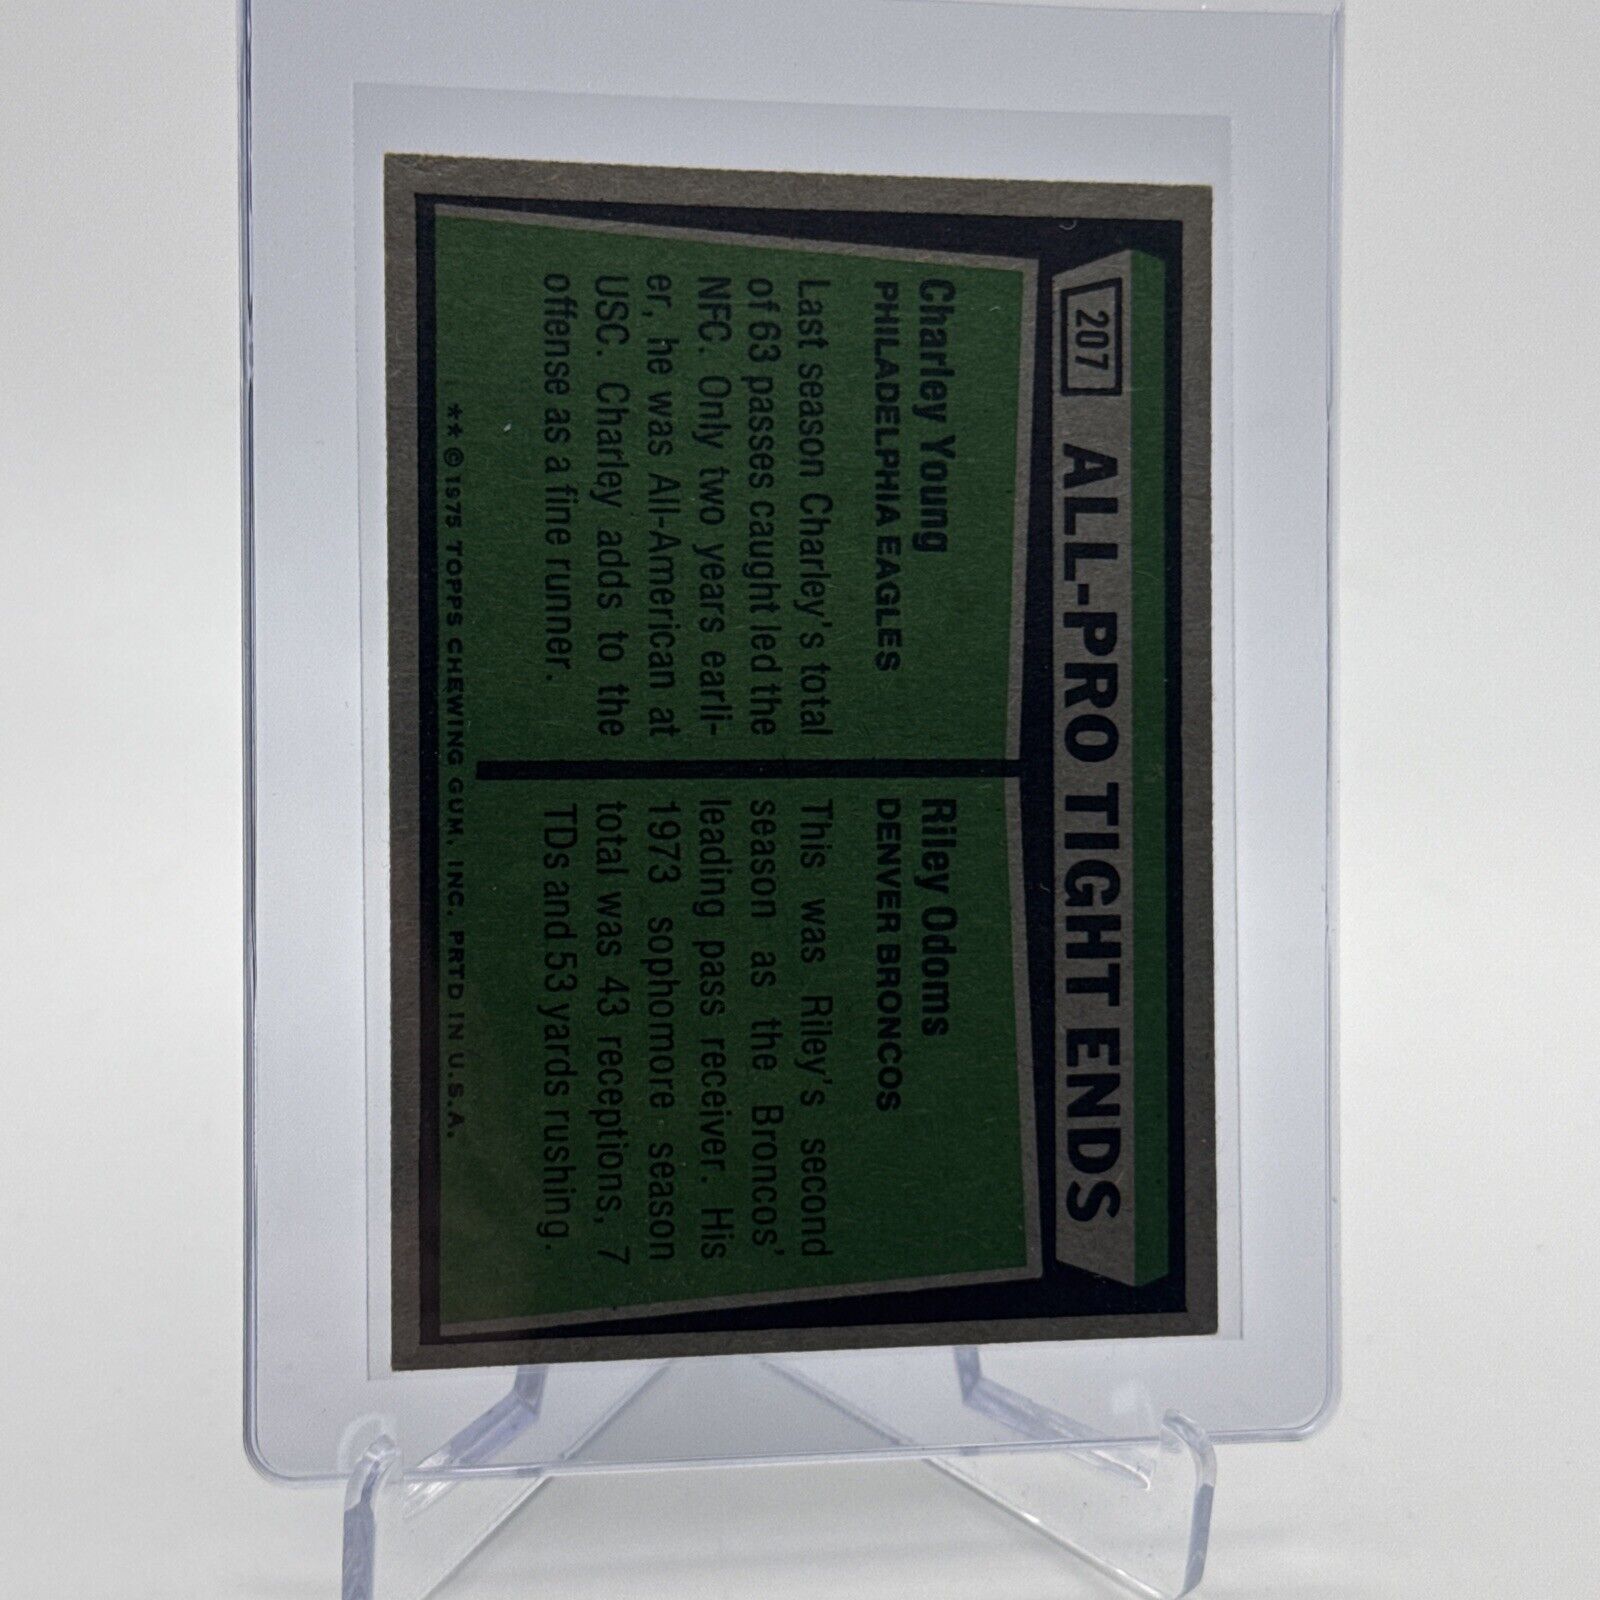 207 ALL-PRO TIGHT ENDS
Charley Young
PHILADELPHIA EAGLES
Last season Charley's total
of 63 passes caught led the
NFC. Only two years earli-
er, he was All-American at
USC. Charley adds to the
offense as a fine runner.
Riley Odoms
DENVER BRONCOS
This was Riley's second
season as the Broncos'
leading pass receiver. His
1973 sophomore season
total was 43 receptions, 7
TDs and 53 yards rushing.
** © 1975 TOPPS CHEWING GUM, INC. PRTD IN U.S.A.